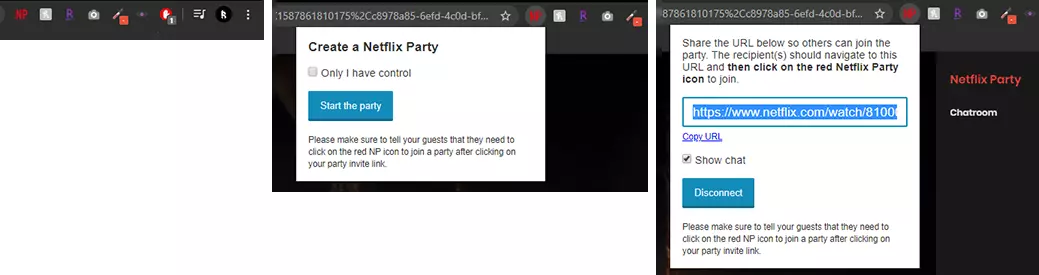 NP
R
1
R
1587861810175%2Cc8978a85-6efd-4c0d-bf...
NP
R
Create a Netflix Party
Only I have control
Start the party
Please make sure to tell your guests that they need to
click on the red NP icon to join a party after clicking on
your party invite link.
87861810175%2Cc8978a85-6efd-4c0d-bf...
NP
R
Share the URL below so others can join the
party. The recipient(s) should navigate to this
URL and then click on the red Netflix Party
icon to join.
https://www.netflix.com/watch/8100
Copy URL
Show chat
Disconnect
Please make sure to tell your guests that they need to
click on the red NP icon to join a party after clicking on
your party invite link.
Netflix Party
Chatroom